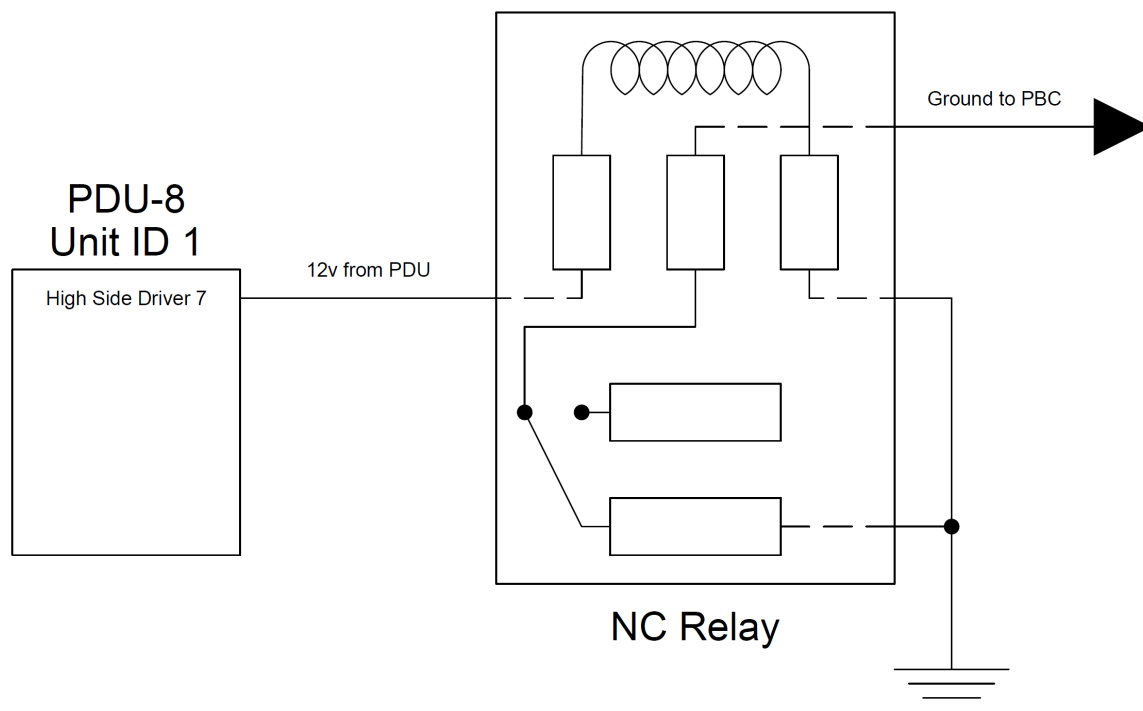 Ground to PBC
PDU-8
Unit ID 1
12v from PDU
High Side Driver 7
NC Relay